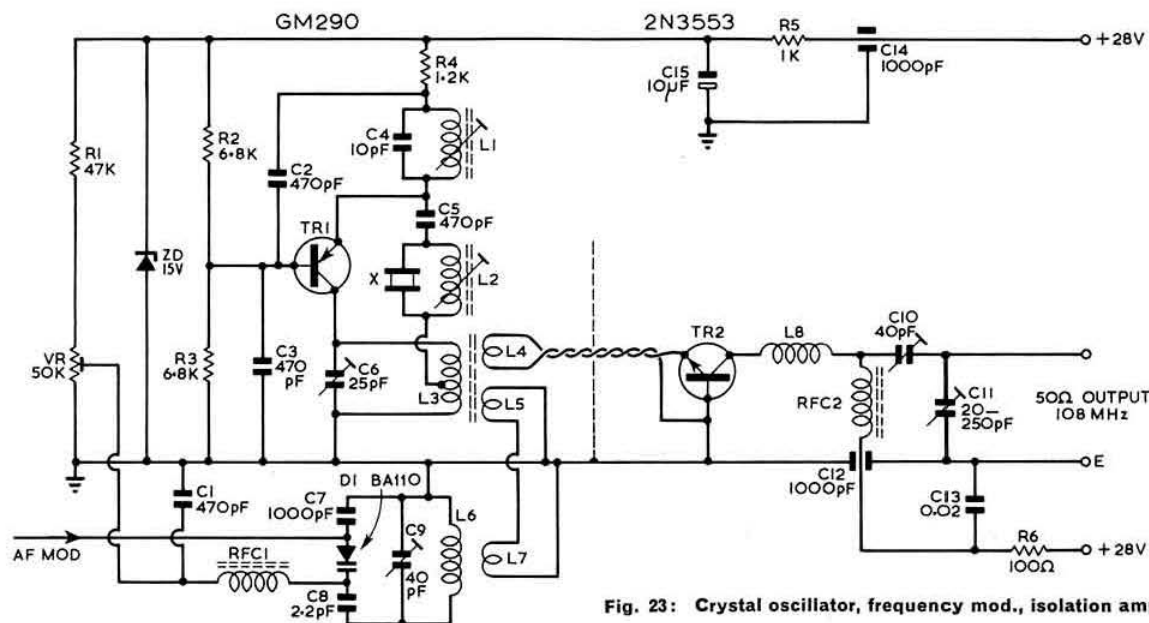 GM290
2N3553
R4
1·2K
R5
1K
C14
1000pF
+28V
C15
10µF
R1
47K
R2
6·8K
C4
10pF
L1
C2
470pF
C5
470pF
TR1
ZD
15V
X
L2
VR
50K
R3
6·8K
C3
470
pF
C6
25pF
L3
L4
L5
TR2
L8
C10
40pF
RFC2
C11
20–
250pF
50Ω OUTPUT
108 MHz
E
C12
1000pF
C13
0·02
R6
100Ω
+28V
C1
470pF
D1 BA110
C7
1000pF
C9
40
pF
L6
L7
AF MOD
RFC1
C8
2·2pF
Fig. 23: Crystal oscillator, frequency mod., isolation am